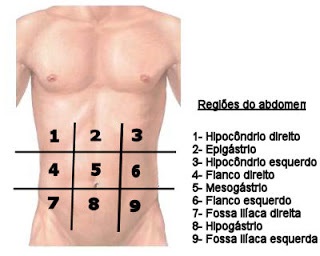 1 2 3
4 5 6
7 8 9
Regiões do abdomen
1- Hipocôndrio direito
2- Epigástrio
3- Hipocôndrio esquerdo
4- Flanco direito
5- Mesogástrio
6- Flanco esquerdo
7- Fossa Ilíaca direita
8- Hipogástrio
9- Fossa Ilíaca esquerda